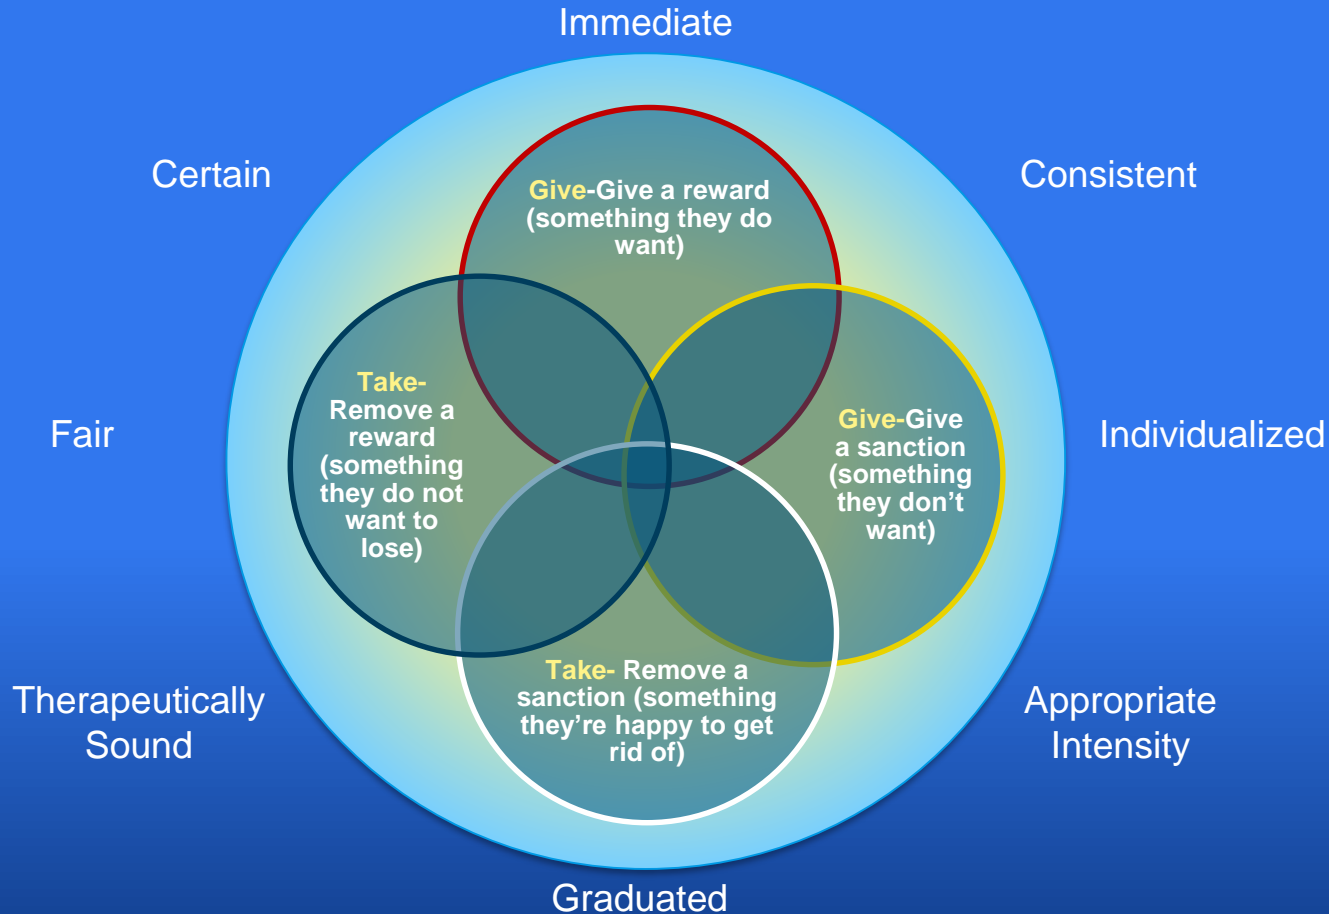 Immediate
Certain
Consistent
Give-Give a reward
(something they do
want)
Take-
Remove a
reward
(something
they do not
want to
lose)
Give-Give
a sanction
(something
they don't
want)
Fair
Individualized
Take- Remove a
sanction (something
they're happy to get
rid of)
Therapeutically
Sound
Appropriate
Intensity
Graduated